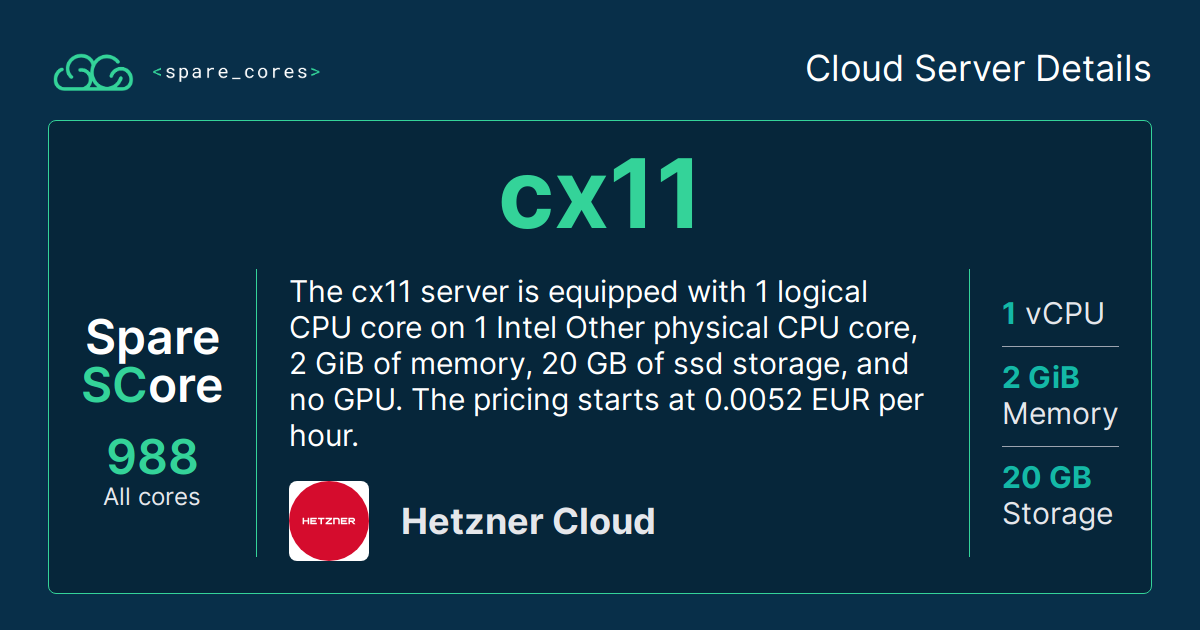 <spare_cores>
Cloud Server Details
cx11
Spare
SCore
988
All cores
The cx11 server is equipped with 1 logical
CPU core on 1 Intel Other physical CPU core,
2 GiB of memory, 20 GB of ssd storage, and
no GPU. The pricing starts at 0.0052 EUR per
hour.
HETZNER
Hetzner Cloud
1 vCPU
2 GiB
Memory
20 GB
Storage